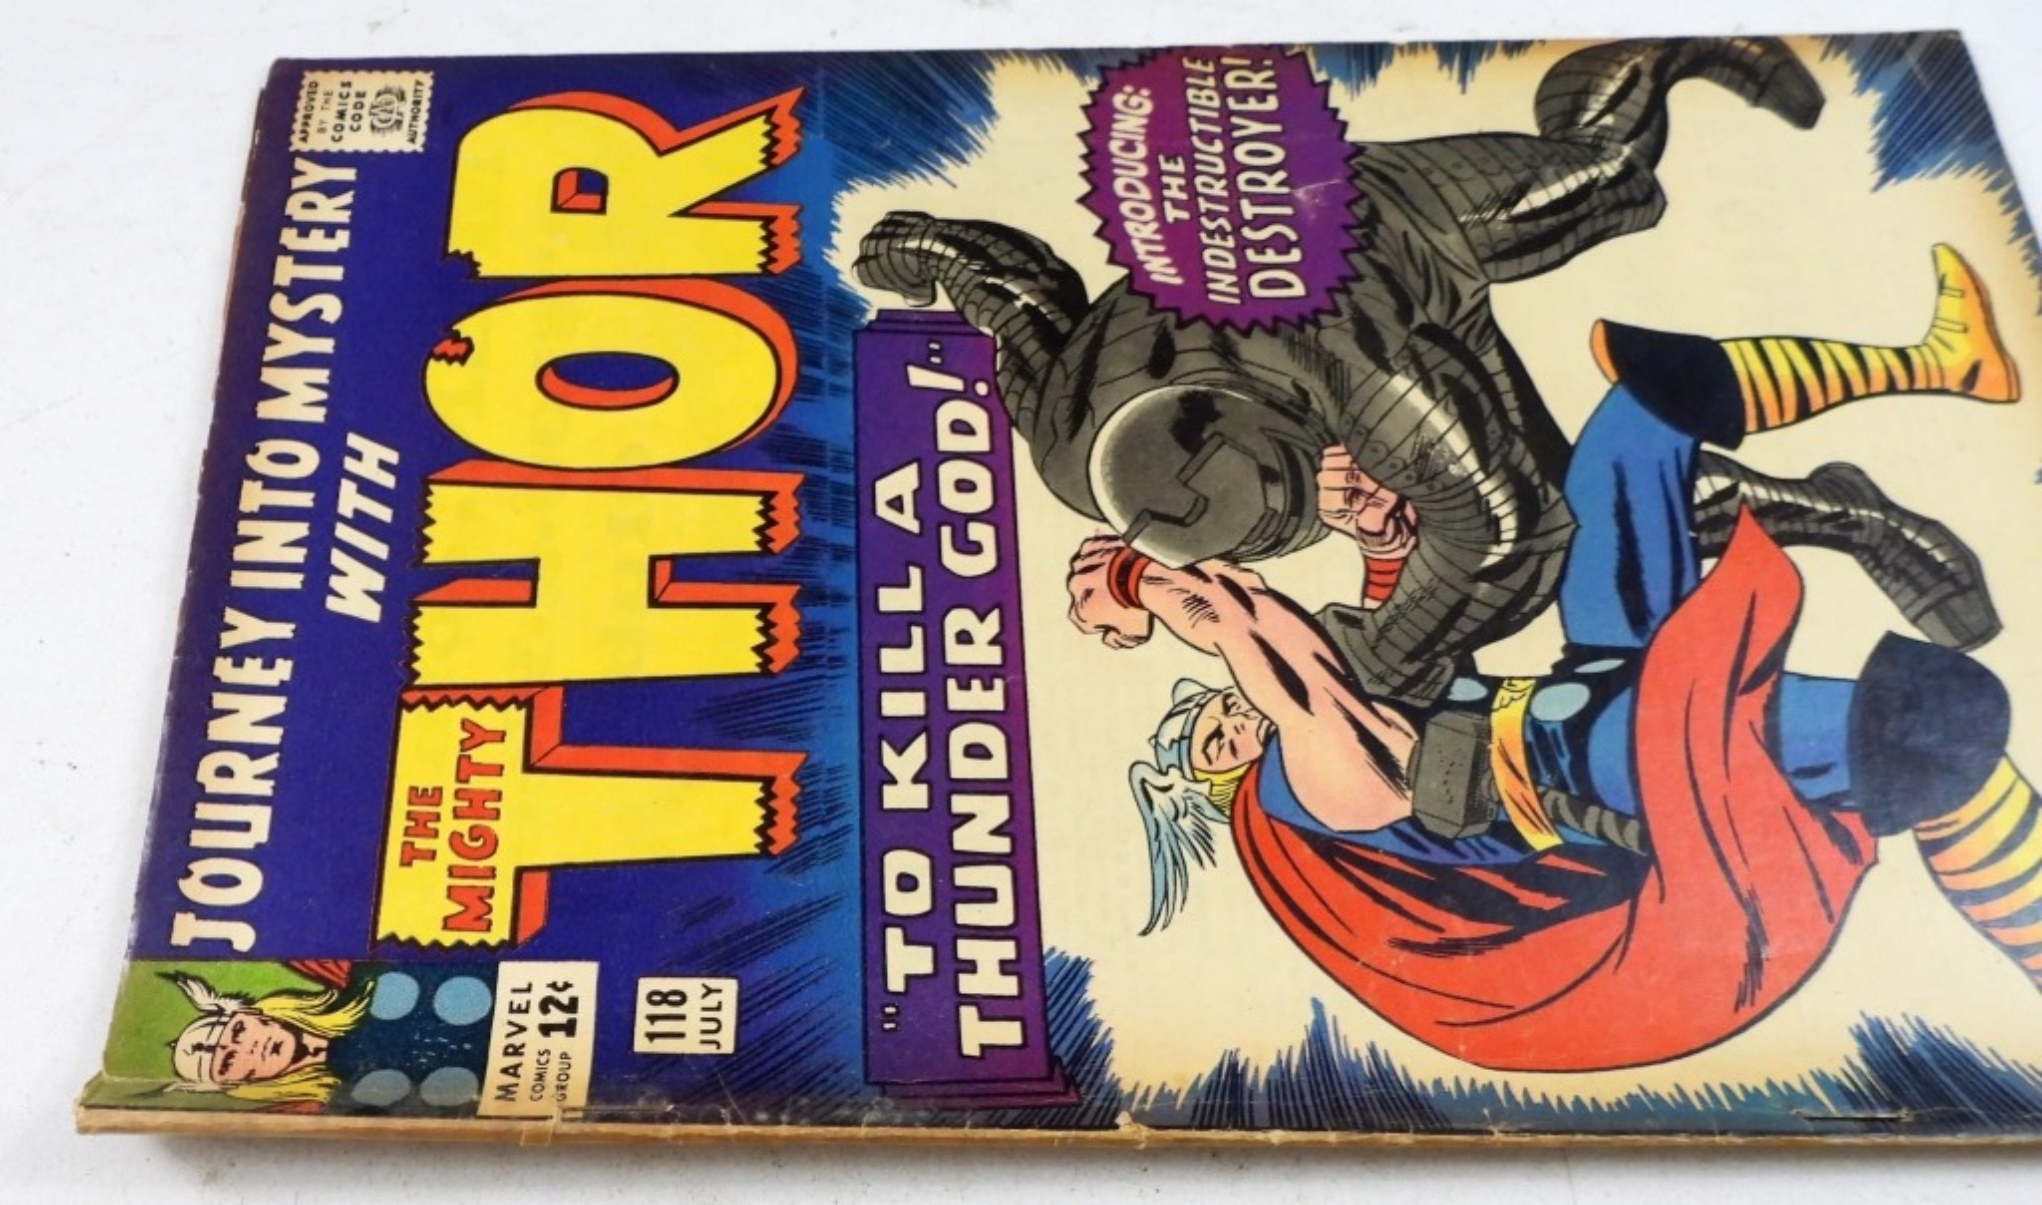 JOURNEY INTO MYSTERY
WITH
APPROVED
BY THE
COMICS
CODE
AUTHORITY
THE
MIGHTY
THOR
MARVEL
COMICS
GROUP
12¢
118
JULY
"TO KILL A
THUNDER GOD!"
INTRODUCING:
THE
INDESTRUCTIBLE
DESTROYER!